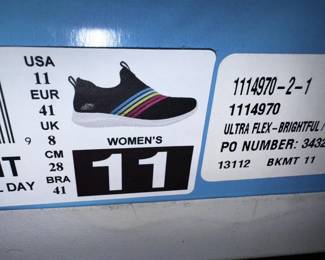 USA
11
EUR
41
UK
8
CM
28
BRA
41
9
DAY
WOMEN'S
11
1114970-2-1
1114970
ULTRA FLEX-BRIGHTFUL /
PO NUMBER: 3432
13112 BKMT 11